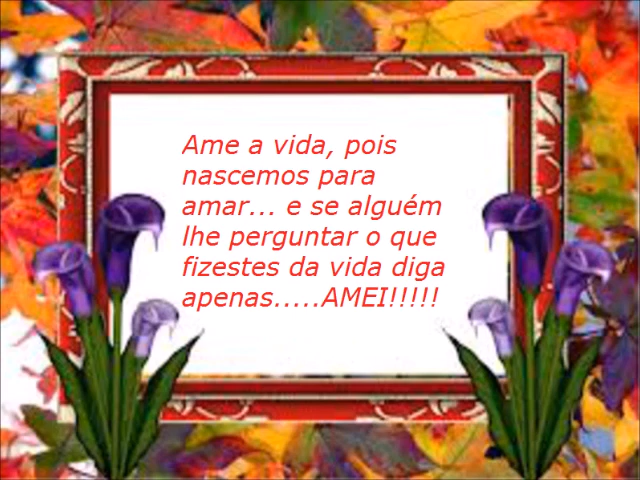 Ame a vida, pois
nascemos para
amar... e se alguém
lhe perguntar o que
fizestes da vida diga
apenas.....AMEI!!!!!